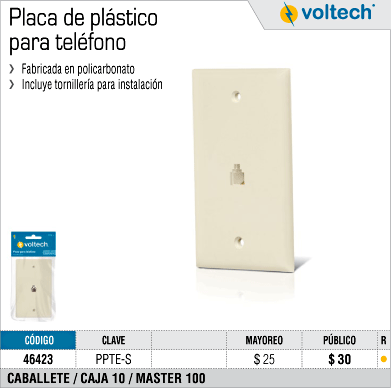 Placa de plástico
para teléfono
voltech
❯ Fabricada en policarbonato
❯ Incluye tornillería para instalación
voltech
CÓDIGO CLAVE MAYOREO PÚBLICO R
46423 PPTE-S $ 25 $ 30
CABALLETE / CAJA 10 / MASTER 100